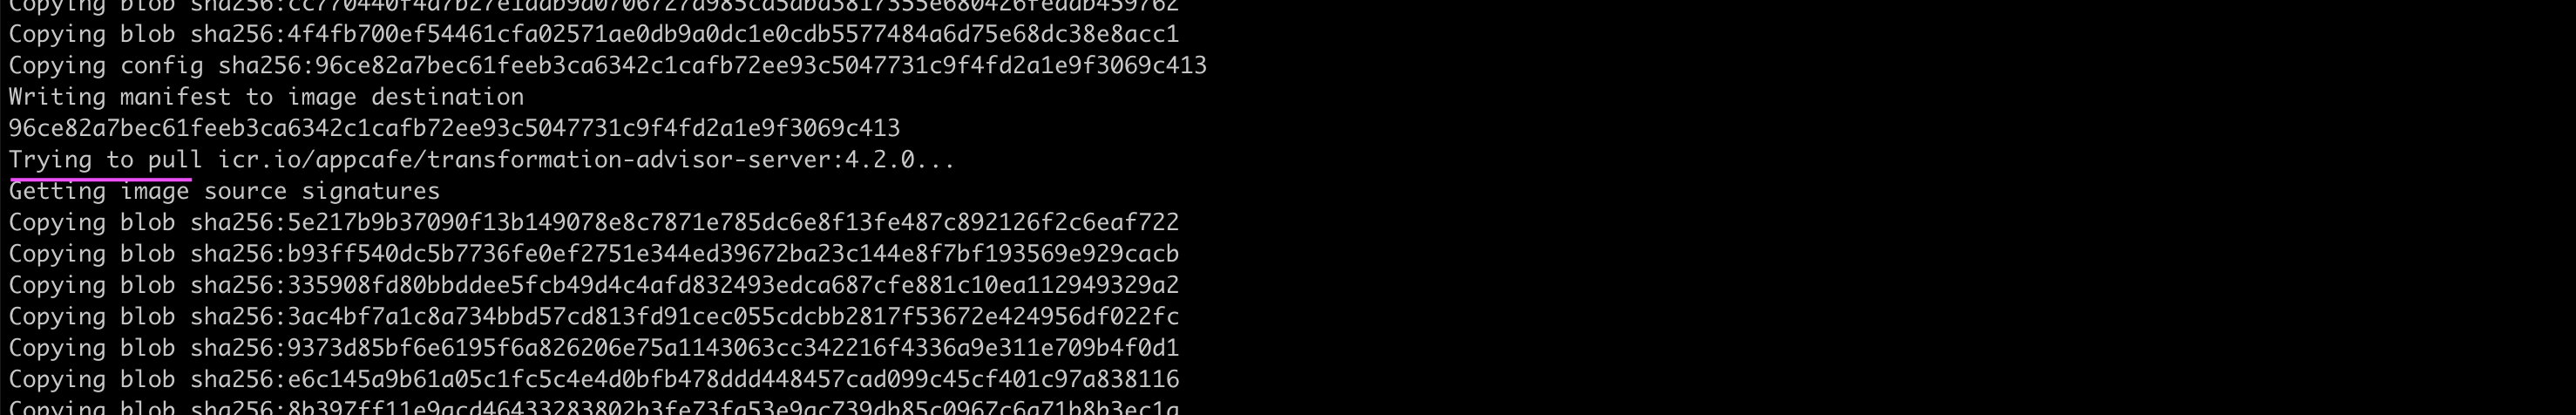 Copying blob sha256:cc770440f4d7b27e1ddb9d0706727d985cd5dbd3817355e680426fedab459762
Copying blob sha256:4f4fb700ef54461cfa02571ae0db9a0dc1e0cdb5577484a6d75e68dc38e8acc1
Copying config sha256:96ce82a7bec61feeb3ca6342c1cafb72ee93c5047731c9f4fd2a1e9f3069c413
Writing manifest to image destination
96ce82a7bec61feeb3ca6342c1cafb72ee93c5047731c9f4fd2a1e9f3069c413
Trying to pull icr.io/appcafe/transformation-advisor-server:4.2.0...
Getting image source signatures
Copying blob sha256:5e217b9b37090f13b149078e8c7871e785dc6e8f13fe487c892126f2c6eaf722
Copying blob sha256:b93ff540dc5b7736fe0ef2751e344ed39672ba23c144e8f7bf193569e929cacb
Copying blob sha256:335908fd80bbddee5fcb49d4c4afd832493edca687cfe881c10ea112949329a2
Copying blob sha256:3ac4bf7a1c8a734bbd57cd813fd91cec055cdcbb2817f53672e424956df022fc
Copying blob sha256:9373d85bf6e6195f6a826206e75a1143063cc342216f4336a9e311e709b4f0d1
Copying blob sha256:e6c145a9b61a05c1fc5c4e4d0bfb478ddd448457cad099c45cf401c97a838116
Copying blob